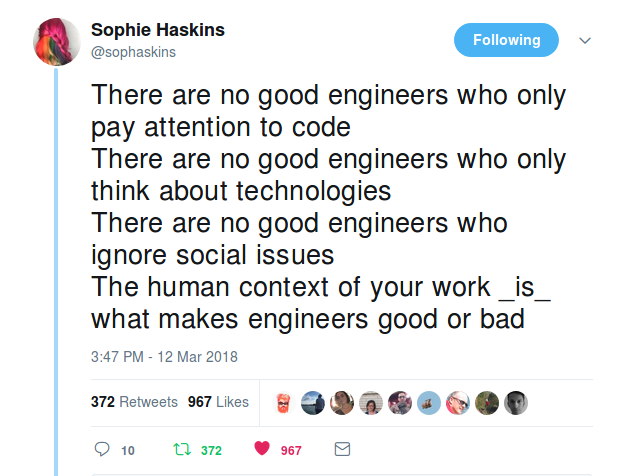 Sophie Haskins
@sophaskins
Following
There are no good engineers who only
pay attention to code
There are no good engineers who only
think about technologies
There are no good engineers who
ignore social issues
The human context of your work _is_
what makes engineers good or bad
3:47 PM - 12 Mar 2018
372 Retweets 967 Likes
10 372 967